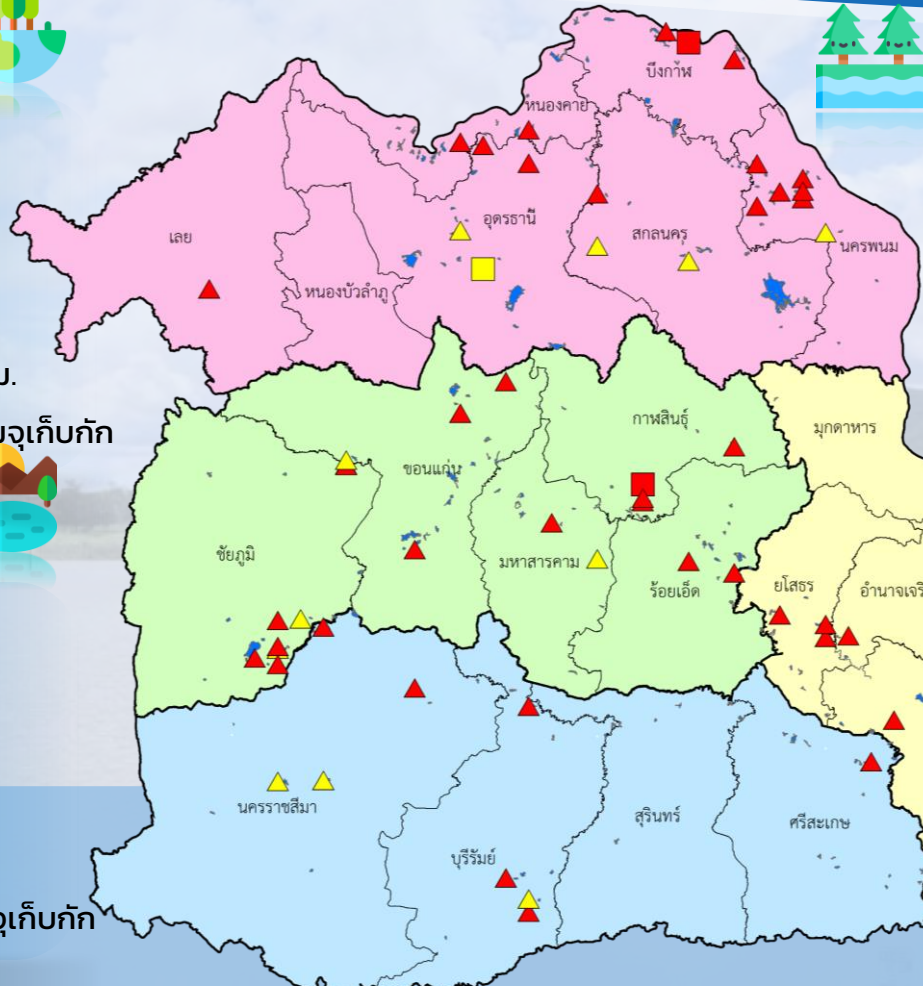 บึงกาฬ
หนองคาย
อุดรธานี
สกลนคร
นครพนม
เลย
หนองบัวลำภู
ม.
จุเก็บกัก
กาฬสินธุ์
มุกดาหาร
ขอนแก่น
ชัยภูมิ
มหาสารคาม
ร้อยเอ็ด
ยโสธร
อำนาจเจริ
นครราชสีมา
สุรินทร์
ศรีสะเกษ
บุรีรัมย์
จุเก็บกัก